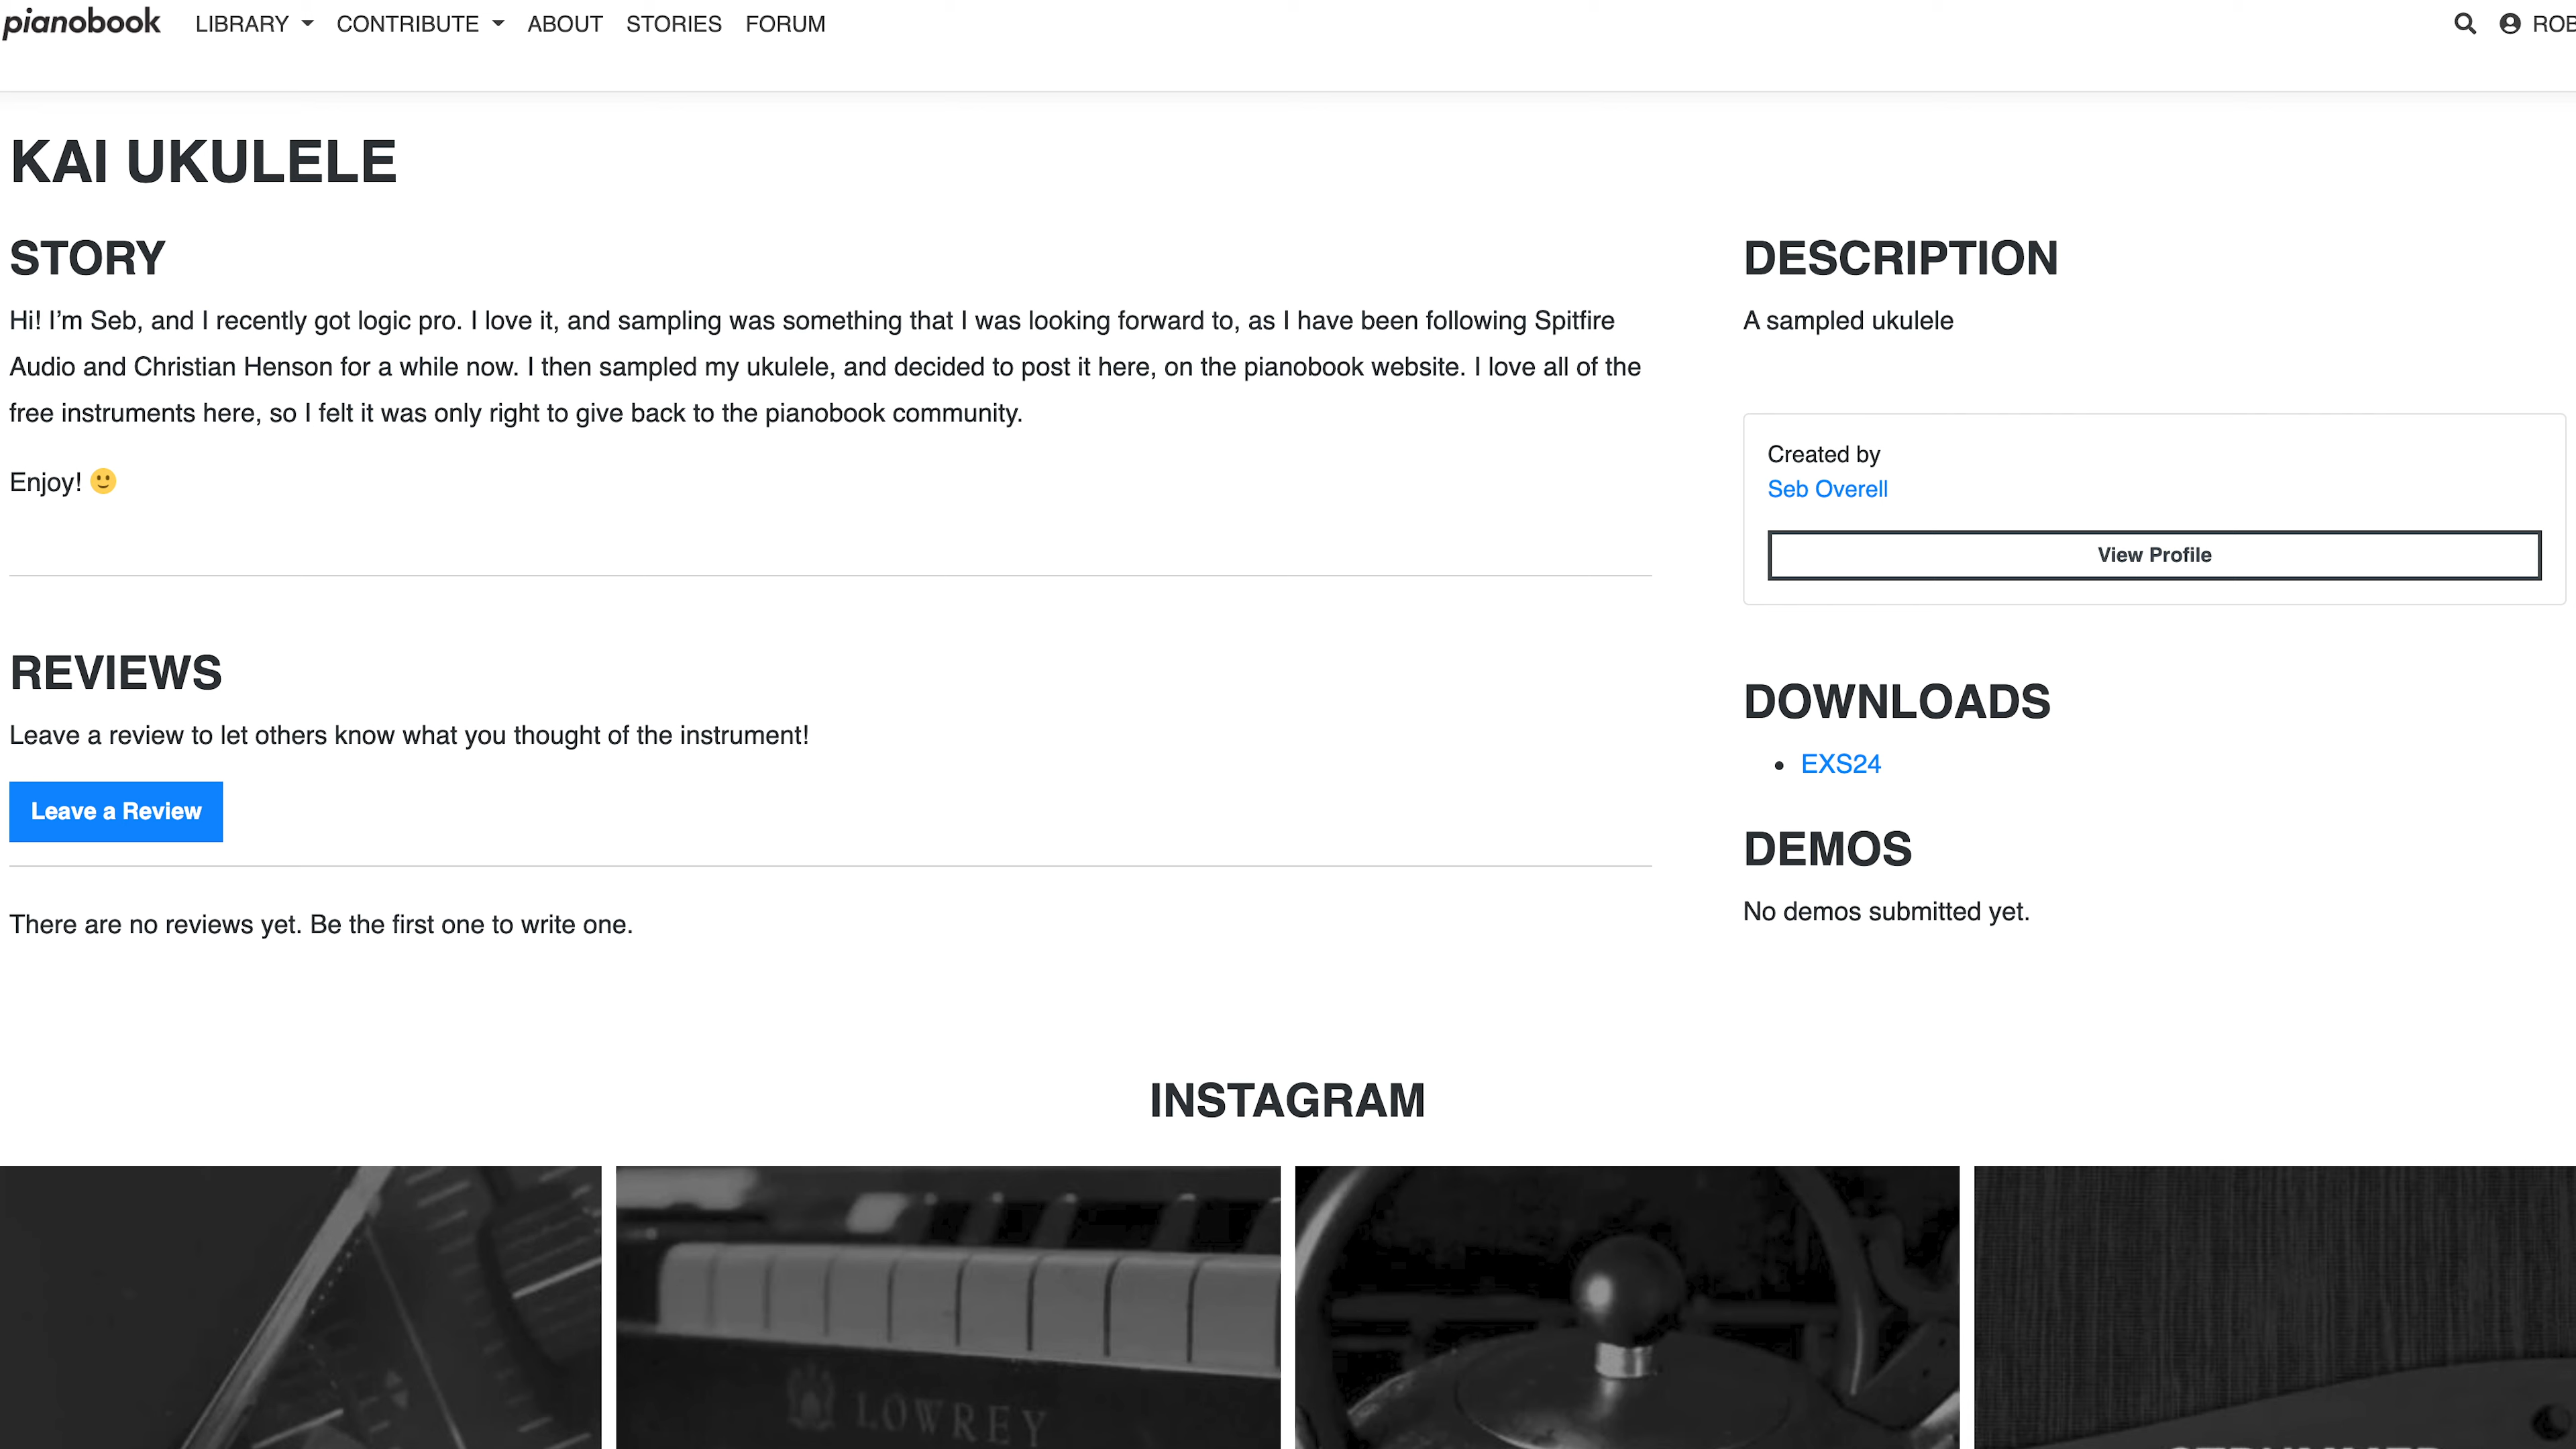 pianobook LIBRARY CONTRIBUTE ABOUT STORIES FORUM ROB
KAI UKULELE
STORY
Hi! I’m Seb, and I recently got logic pro. I love it, and sampling was something that I was looking forward to, as I have been following Spitfire
Audio and Christian Henson for a while now. I then sampled my ukulele, and decided to post it here, on the pianobook website. I love all of the
free instruments here, so I felt it was only right to give back to the pianobook community.
Enjoy! 🙂
REVIEWS
Leave a review to let others know what you thought of the instrument!
Leave a Review
There are no reviews yet. Be the first one to write one.
DESCRIPTION
A sampled ukulele
Created by
Seb Overell
View Profile
DOWNLOADS
• EXS24
DEMOS
No demos submitted yet.
INSTAGRAM
LOWREY